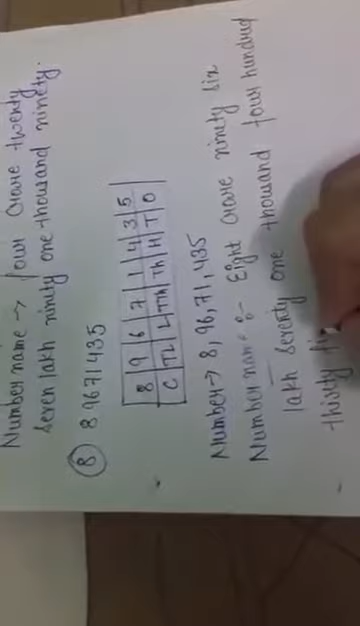 Number name → four crore twenty
seven lakh ninety one thousand ninety.
(8) 89671435
8 9 6 7 1 4 3 5
C TL L TTh Th H T O
Number → 8,96,71,435
Number name :- Eight crore ninety six
lakh seventy one thousand four hundred
thirty fi